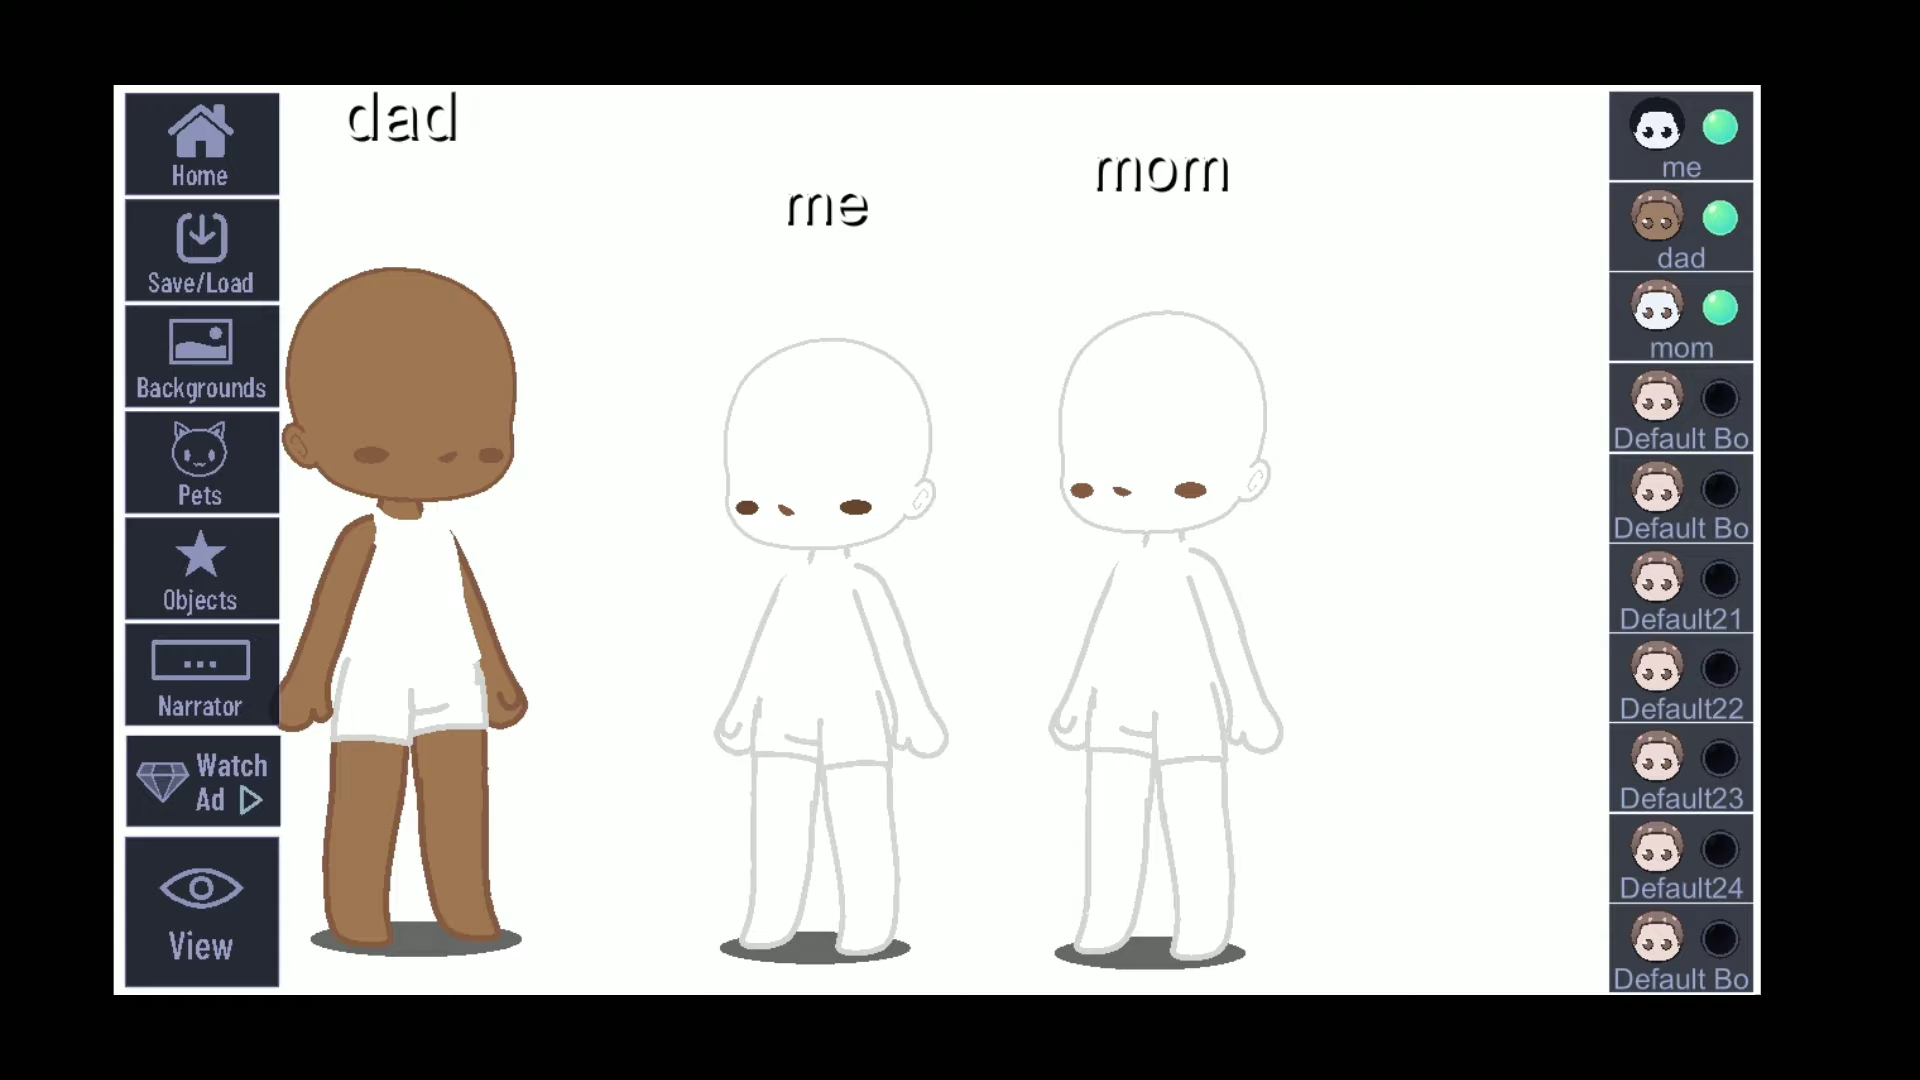 Home
Save/Load
Backgrounds
Pets
Objects
Narrator
Watch
Ad
View
dad
me
mom
me
dad
mom
Default Bo
Default Bo
Default21
Default22
Default23
Default24
Default Bo